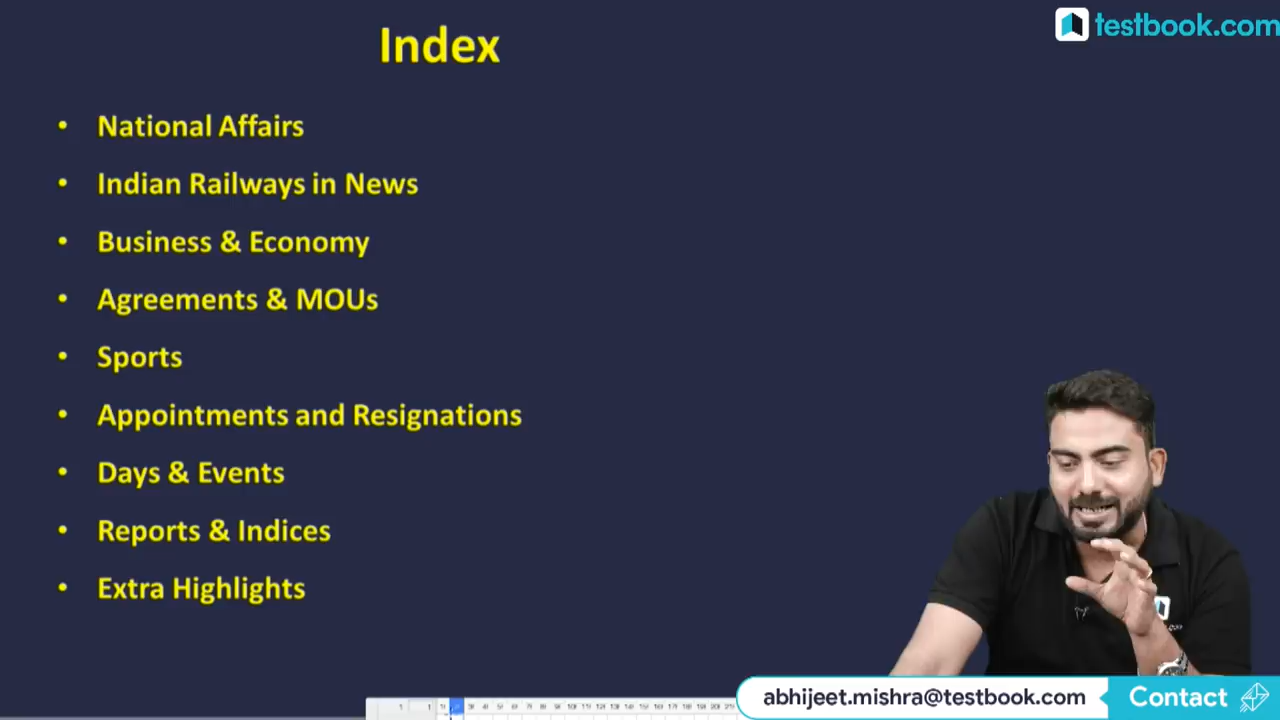 Index
testbook.com
• National Affairs
• Indian Railways in News
• Business & Economy
• Agreements & MOUs
• Sports
• Appointments and Resignations
• Days & Events
• Reports & Indices
• Extra Highlights
abhijeet.mishra@testbook.com
Contact